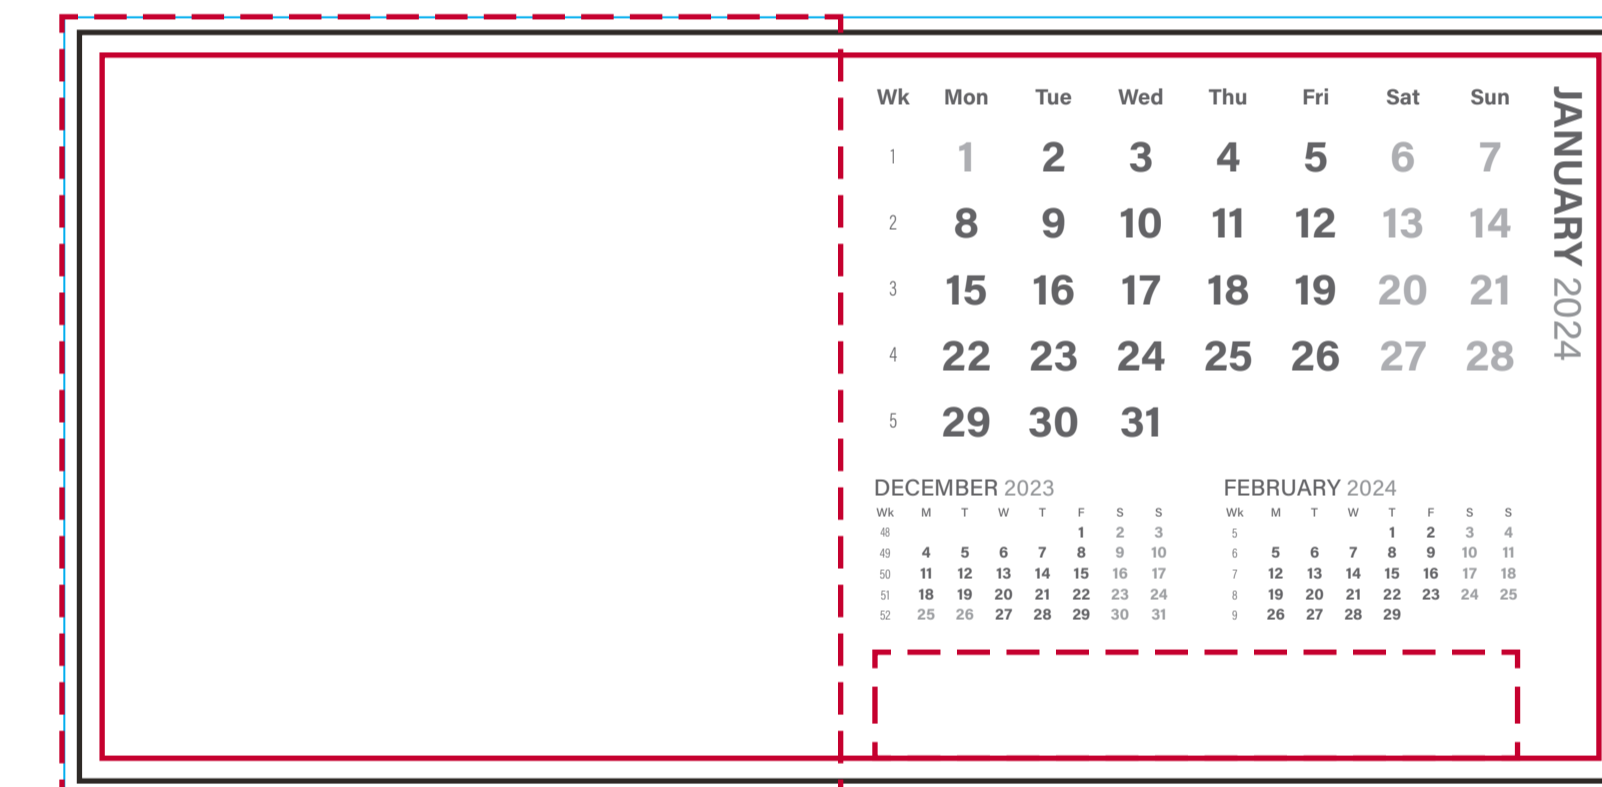 Wk Mon Tue Wed Thu Fri Sat Sun
1 1 2 3 4 5 6 7
2 8 9 10 11 12 13 14
3 15 16 17 18 19 20 21
4 22 23 24 25 26 27 28
5 29 30 31
JANUARY 2024
DECEMBER 2023
Wk M T W T F S S
48 1 2 3
49 4 5 6 7 8 9 10
50 11 12 13 14 15 16 17
51 18 19 20 21 22 23 24
52 25 26 27 28 29 30 31
FEBRUARY 2024
Wk M T W T F S S
5 1 2 3 4
6 5 6 7 8 9 10 11
7 12 13 14 15 16 17 18
8 19 20 21 22 23 24 25
9 26 27 28 29